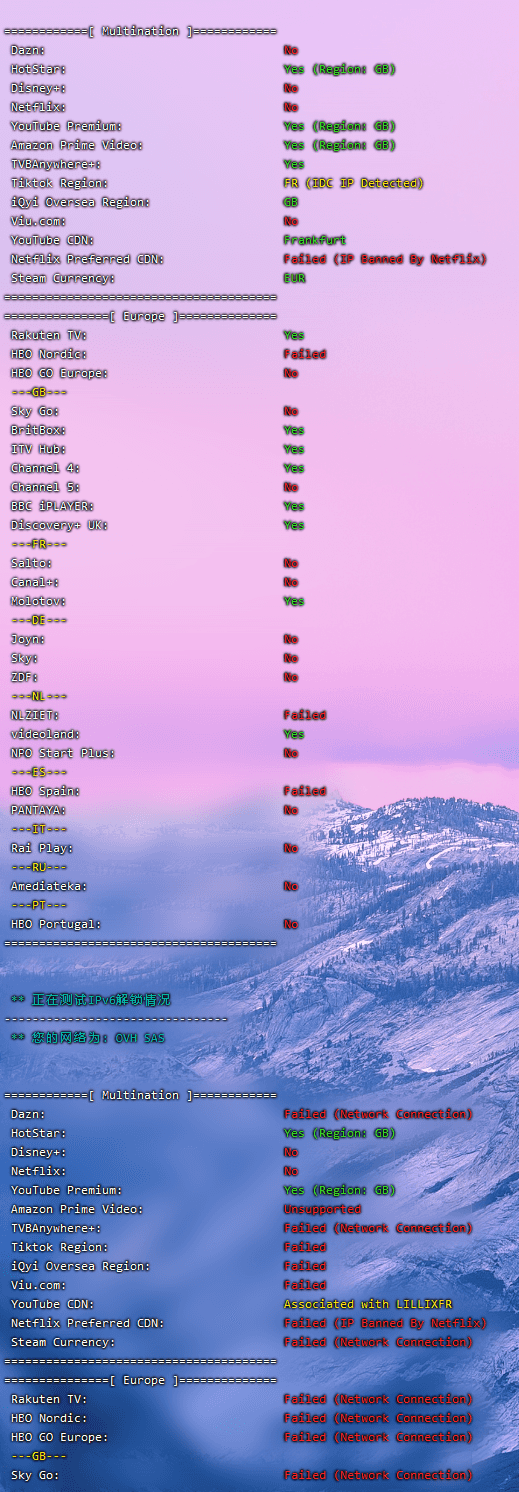 ============[ Multination ]============
Dazn: No
HotStar: Yes (Region: GB)
Disney+: No
Netflix: No
YouTube Premium: Yes (Region: GB)
Amazon Prime Video: Yes (Region: GB)
TVBAnywhere+: Yes
Tiktok Region: FR (IDC IP Detected)
iQyi Oversea Region: GB
Viu.com: No
YouTube CDN: Frankfurt
Netflix Preferred CDN: Failed (IP Banned By Netflix)
Steam Currency: EUR
=======================================
===============[ Europe ]==============
Rakuten TV: Yes
HBO Nordic: Failed
HBO GO Europe: No
---GB---
Sky Go: No
BritBox: Yes
ITV Hub: Yes
Channel 4: Yes
Channel 5: No
BBC iPLAYER: Yes
Discovery+ UK: Yes
---FR---
Salto: No
Canal+: No
Molotov: Yes
---DE---
Joyn: No
Sky: No
ZDF: No
---NL---
NLZIET: Failed
videoland: Yes
NPO Start Plus: No
---ES---
HBO Spain: Failed
PANTAYA: No
---IT---
Rai Play: No
---RU---
Amediateka: No
---PT---
HBO Portugal: No
=======================================
** 正在测试IPv6解锁情况
--------------------------------
** 您的网络为: OVH SAS
============[ Multination ]============
Dazn: Failed (Network Connection)
HotStar: Yes (Region: GB)
Disney+: No
Netflix: No
YouTube Premium: Yes (Region: GB)
Amazon Prime Video: Unsupported
TVBAnywhere+: Failed (Network Connection)
Tiktok Region: Failed
iQyi Oversea Region: Failed
Viu.com: Failed
YouTube CDN: Associated with LILLIXFR
Netflix Preferred CDN: Failed (IP Banned By Netflix)
Steam Currency: Failed (Network Connection)
=======================================
===============[ Europe ]==============
Rakuten TV: Failed (Network Connection)
HBO Nordic: Failed (Network Connection)
HBO GO Europe: Failed (Network Connection)
---GB---
Sky Go: Failed (Network Connection)